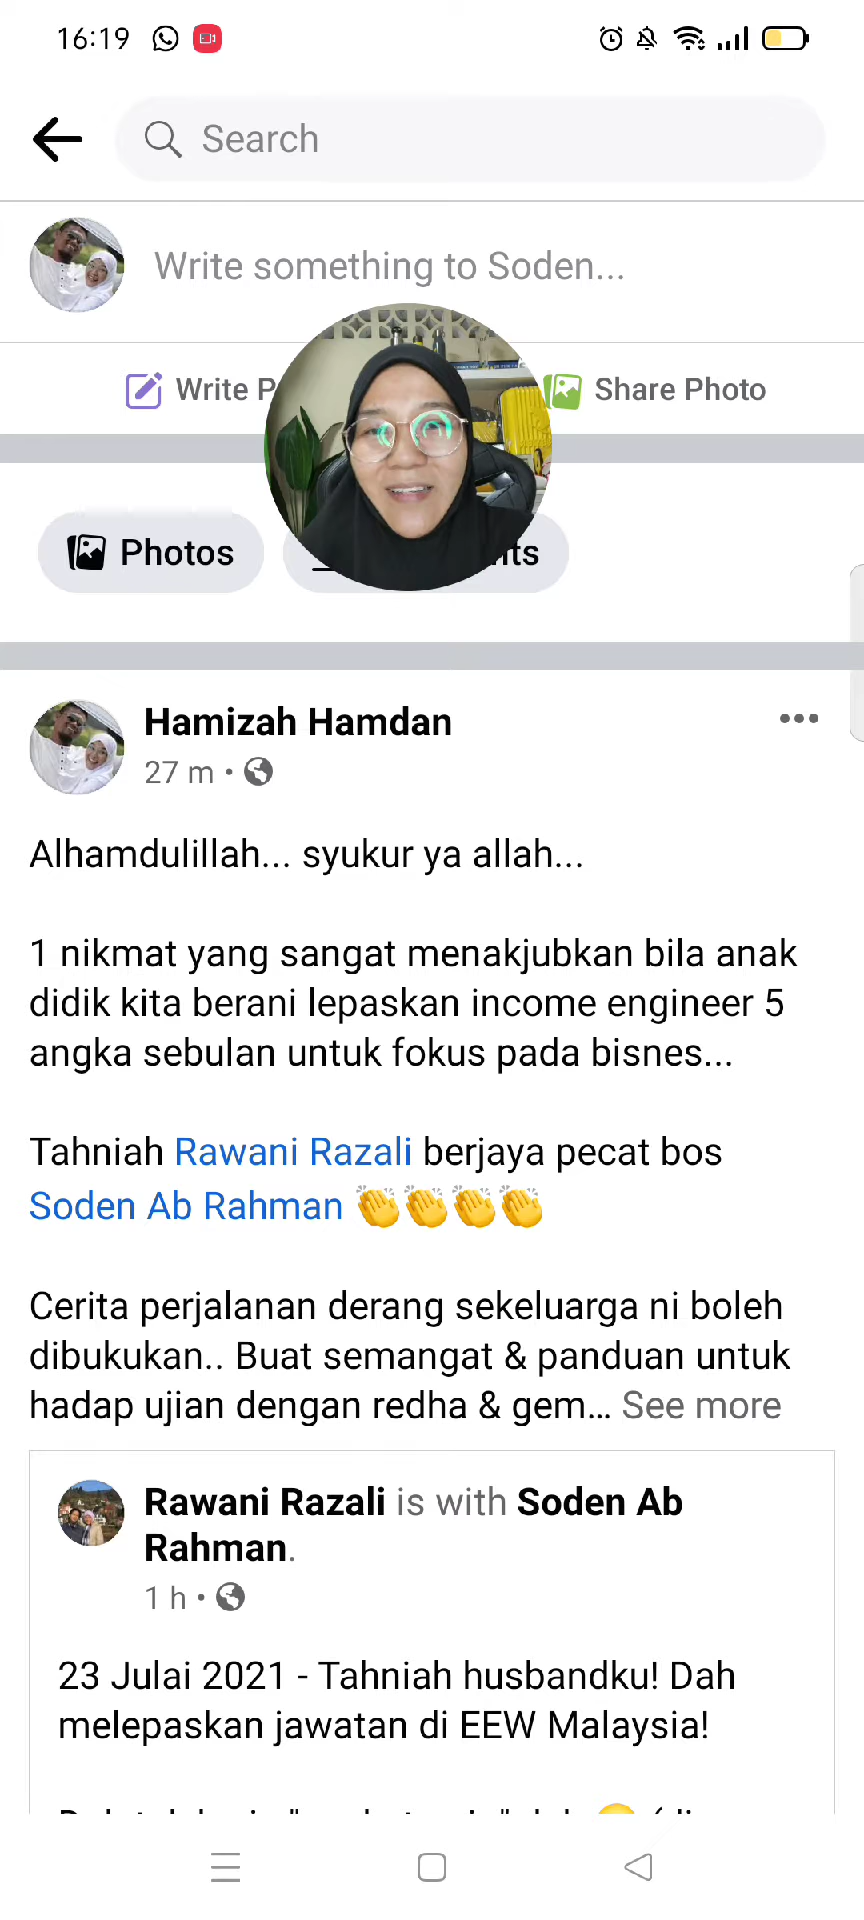 16:19
Search
Write something to Soden...
Write P
Share Photo
Photos
Hamizah Hamdan
27 m •
Alhamdulillah... syukur ya allah...
1 nikmat yang sangat menakjubkan bila anak
didik kita berani lepaskan income engineer 5
angka sebulan untuk fokus pada bisnes...
Tahniah Rawani Razali berjaya pecat bos
Soden Ab Rahman 👏👏👏👏
Cerita perjalanan derang sekeluarga ni boleh
dibukukan.. Buat semangat & panduan untuk
hadap ujian dengan redha & gem... See more
Rawani Razali is with Soden Ab
Rahman.
1 h •
23 Julai 2021 - Tahniah husbandku! Dah
melepaskan jawatan di EEW Malaysia!